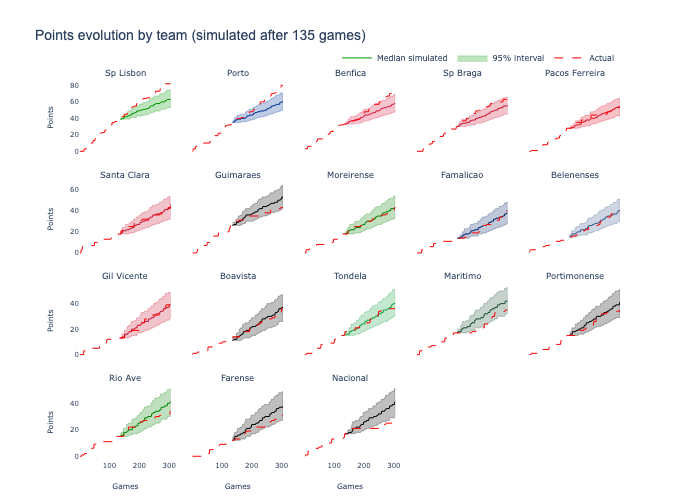 Points evolution by team (simulated after 135 games)
Median simulated 95% interval Actual
Sp Lisbon Porto Benfica Sp Braga Pacos Ferreira
80
60
40
20
0
Points
Santa Clara Guimaraes Moreirense Famalicao Belenenses
60
40
20
0
Points
Gil Vicente Boavista Tondela Maritimo Portimonense
40
20
0
Points
Rio Ave Farense Nacional
40
20
0
Points
100 200 300 100 200 300 100 200 300
Games Games Games